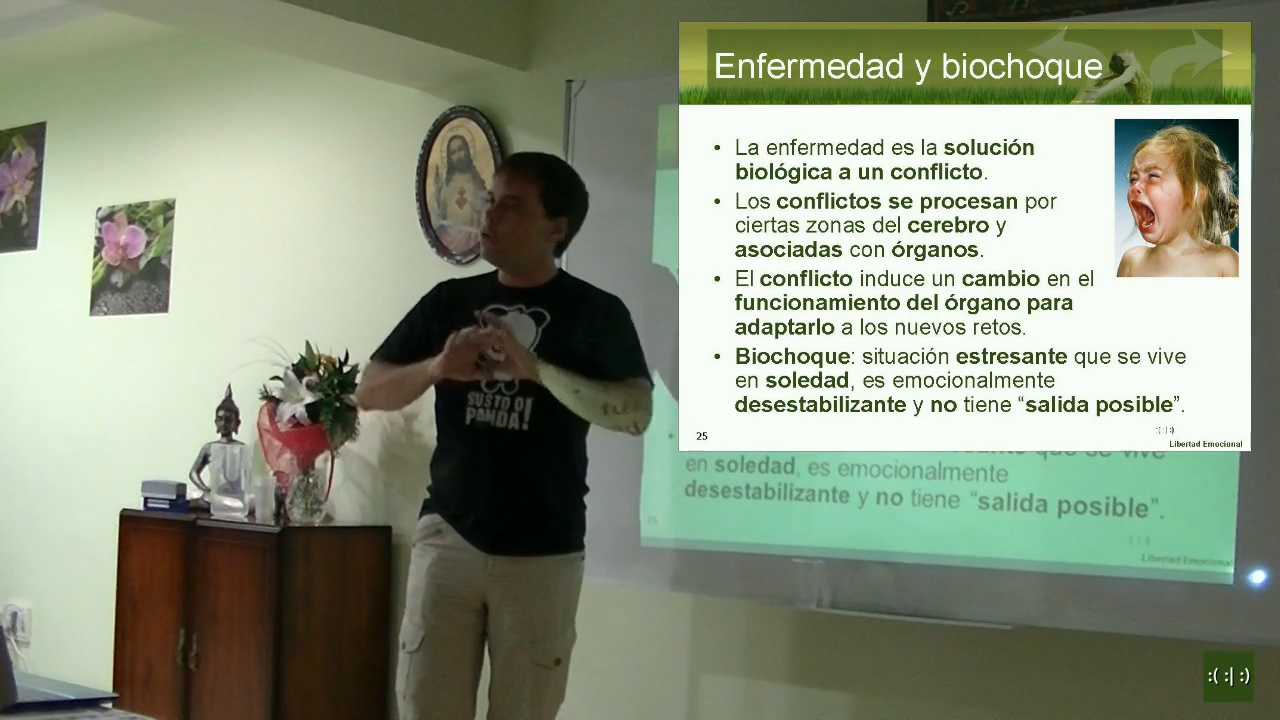 Enfermedad y biochoque
• La enfermedad es la solución
biológica a un conflicto.
• Los conflictos se procesan por
ciertas zonas del cerebro y
asociadas con órganos.
• El conflicto induce un cambio en el
funcionamiento del órgano para
adaptarlo a los nuevos retos.
• Biochoque: situación estresante que se vive
en soledad, es emocionalmente
desestabilizante y no tiene “salida posible”.
25
:(:|:)
Libertad Emocional
en soledad, es emocionalmente
desestabilizante y no tiene “salida posible”.
25
Libertad Emocional
SUSTO O
PANDA!
:( :| :)